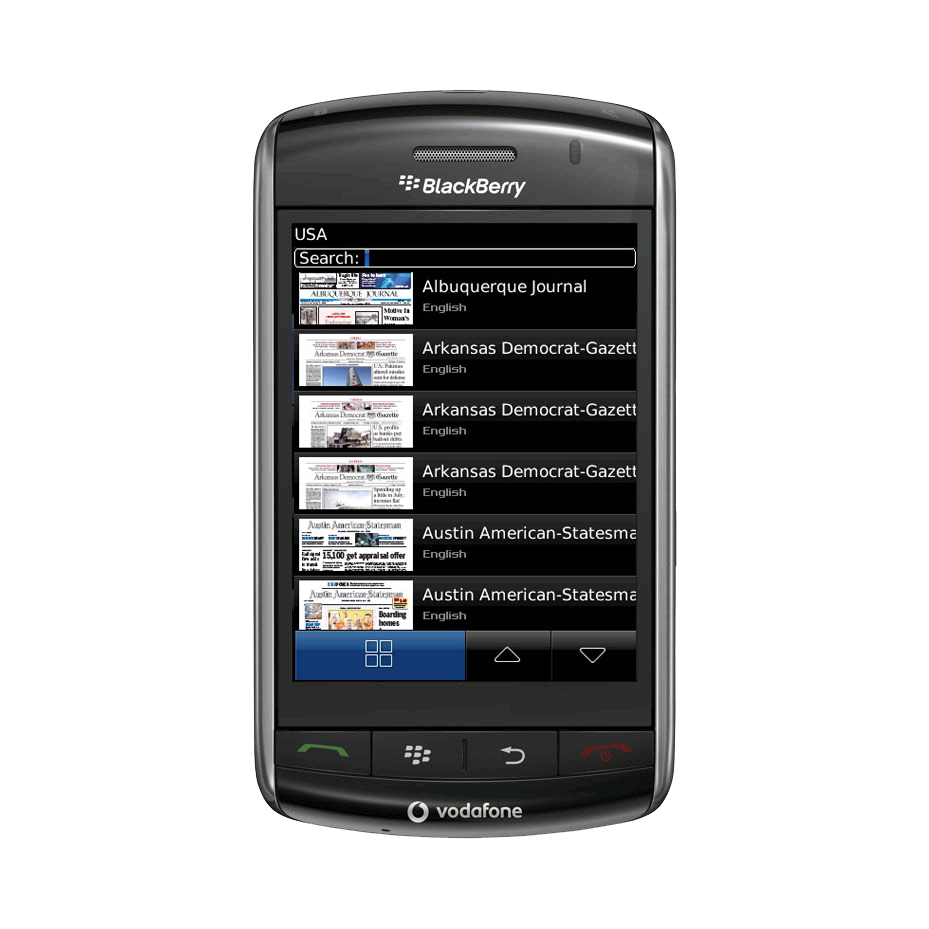 BlackBerry
USA
Search:
ALBUQUERQUE JOURNAL
Motive In
Woman's
Albuquerque Journal
English
Arkansas Democrat Gazette
U.S.: Pakistan
altered missiles
sent for defense
Arkansas Democrat-Gazett
English
Arkansas Democrat Gazette
U.S. profits
as banks pay
bailout debts
Arkansas Democrat-Gazett
English
Arkansas Democrat Gazette
Spending up
a little in July;
incomes flat
Arkansas Democrat-Gazett
English
Austin American-Statesman
15,100 get appraisal offer
Austin American-Statesma
English
Austin American-Statesman
Boarding
homes
Austin American-Statesma
English
vodafone